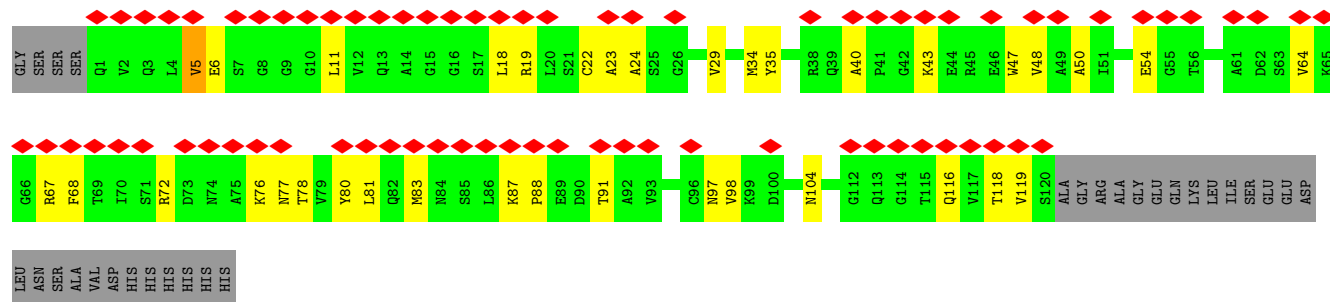 GLY SER SER SER Q1 V2 Q3 L4 V5 E6 S7 G8 G9 G10 L11 V12 Q13 A14 G15 G16 S17 L18 R19 L20 S21 C22 A23 A24 S25 G26 V29 M34 Y35 R38 Q39 A40 P41 G42 K43 E44 R45 E46 W47 V48 A49 A50 I51 E54 G55 T56 A61 D62 S63 V64 K65
G66 R67 F68 T69 I70 S71 R72 D73 N74 A75 K76 N77 T78 V79 Y80 L81 Q82 M83 N84 S85 L86 K87 P88 E89 D90 T91 A92 V93 C96 N97 V98 K99 D100 N104 G112 Q113 G114 T115 Q116 V117 T118 V119 S120 ALA GLY ARG ALA GLY GLU GLN LYS LEU ILE SER GLU GLU ASP
LEU ASN SER ALA VAL ASP HIS HIS HIS HIS HIS HIS